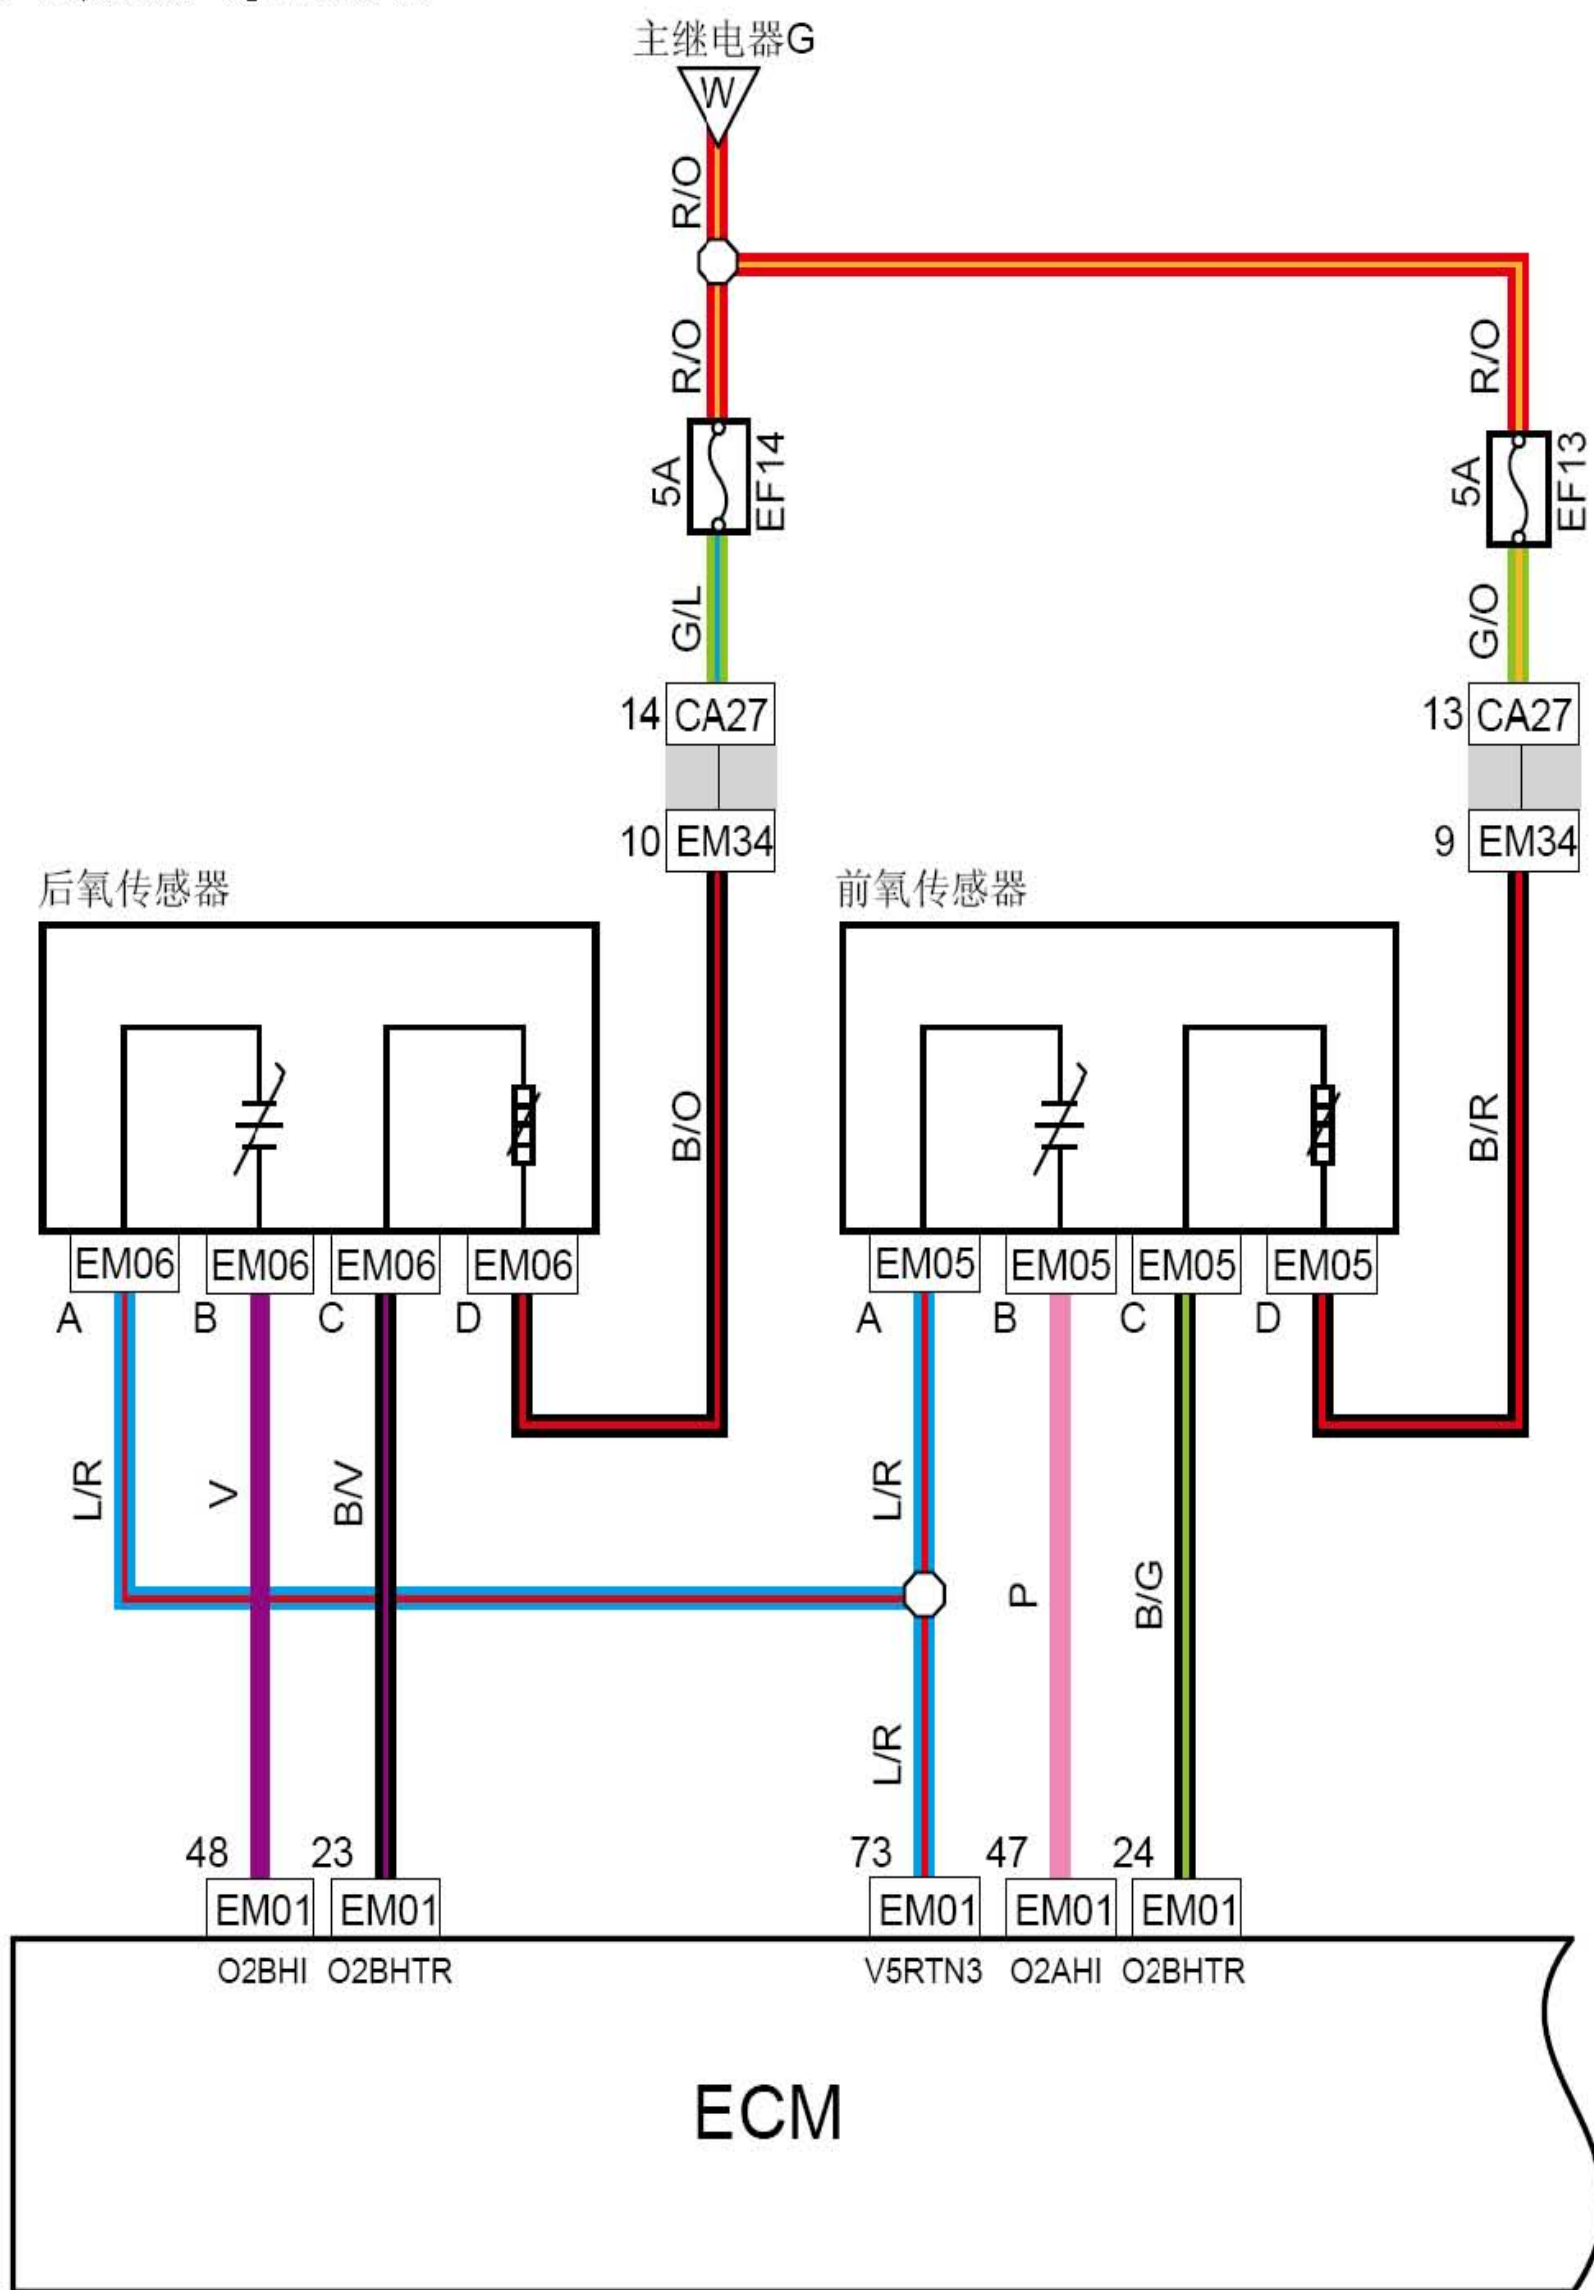 主继电器G
W
R/O
R/O
R/O
5A
EF14
5A
EF13
G/L
G/O
14 CA27
13 CA27
10 EM34
9 EM34
后氧传感器
前氧传感器
B/O
B/R
EM06 EM06 EM06 EM06
EM05 EM05 EM05 EM05
A B C D
A B C D
L/R
V
B/V
L/R
P
B/G
L/R
48 23 73 47 24
EM01 EM01 EM01 EM01 EM01
O2BHI O2BHTR V5RTN3 O2AHI O2BHTR
ECM